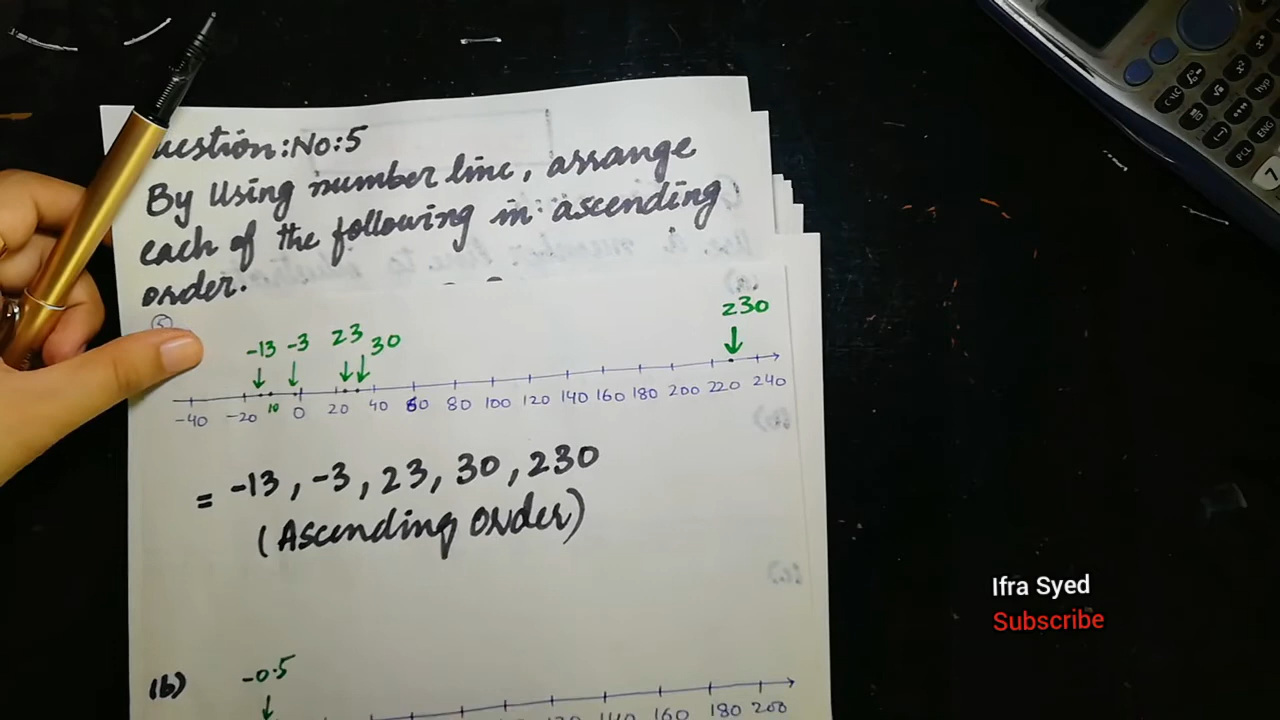 uestion:No:5
By Using number line, arrange
each of the following in ascending
order.
-13 -3 23 30 230
-40 -20 10 0 20 40 60 80 100 120 140 160 180 200 220 240
= -13, -3, 23, 30, 230
(Ascending order)
(b) -0.5
160 180 200
Ifra Syed
Subscribe